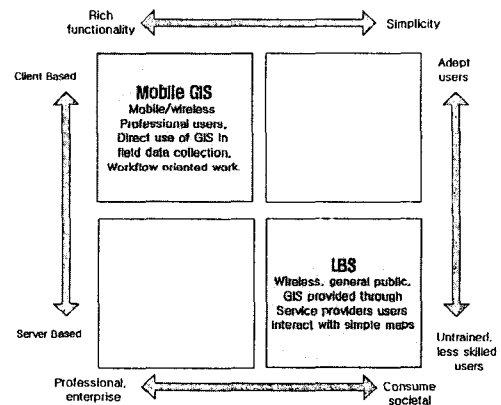 Rich
functionality
Simplicity
Client Based
Adept
users
Mobile GIS
Mobile/wireless
Professional users,
Direct use of GIS in
field data collection,
Workflow oriented work.
LBS
Wireless, general public,
GIS provided through
Service providers users
interact with simple maps
Server Based
Untrained,
less skilled
users
Professional,
enterprise
Consume
societal